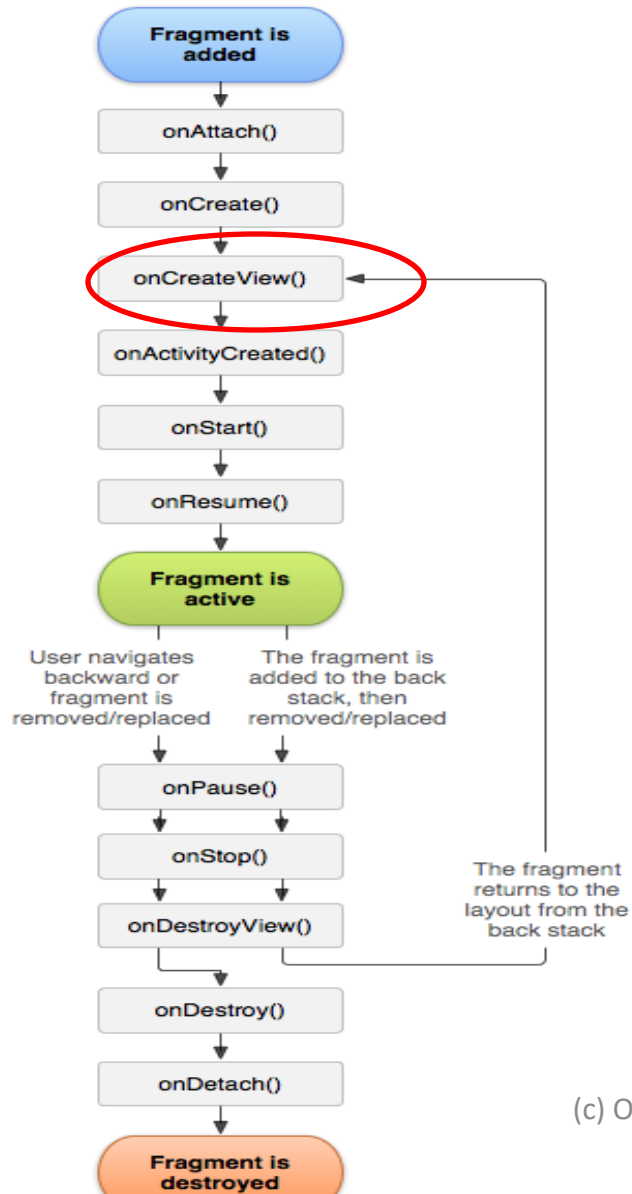 Fragment is
added
onAttach()
onCreate()
onCreateView()
onActivityCreated()
onStart()
onResume()
Fragment is
active
User navigates
backward or
fragment is
removed/replaced
The fragment is
added to the back
stack, then
removed/replaced
onPause()
onStop()
The fragment
returns to the
layout from the
back stack
onDestroyView()
onDestroy()
onDetach()
(c) O
Fragment is
destroyed